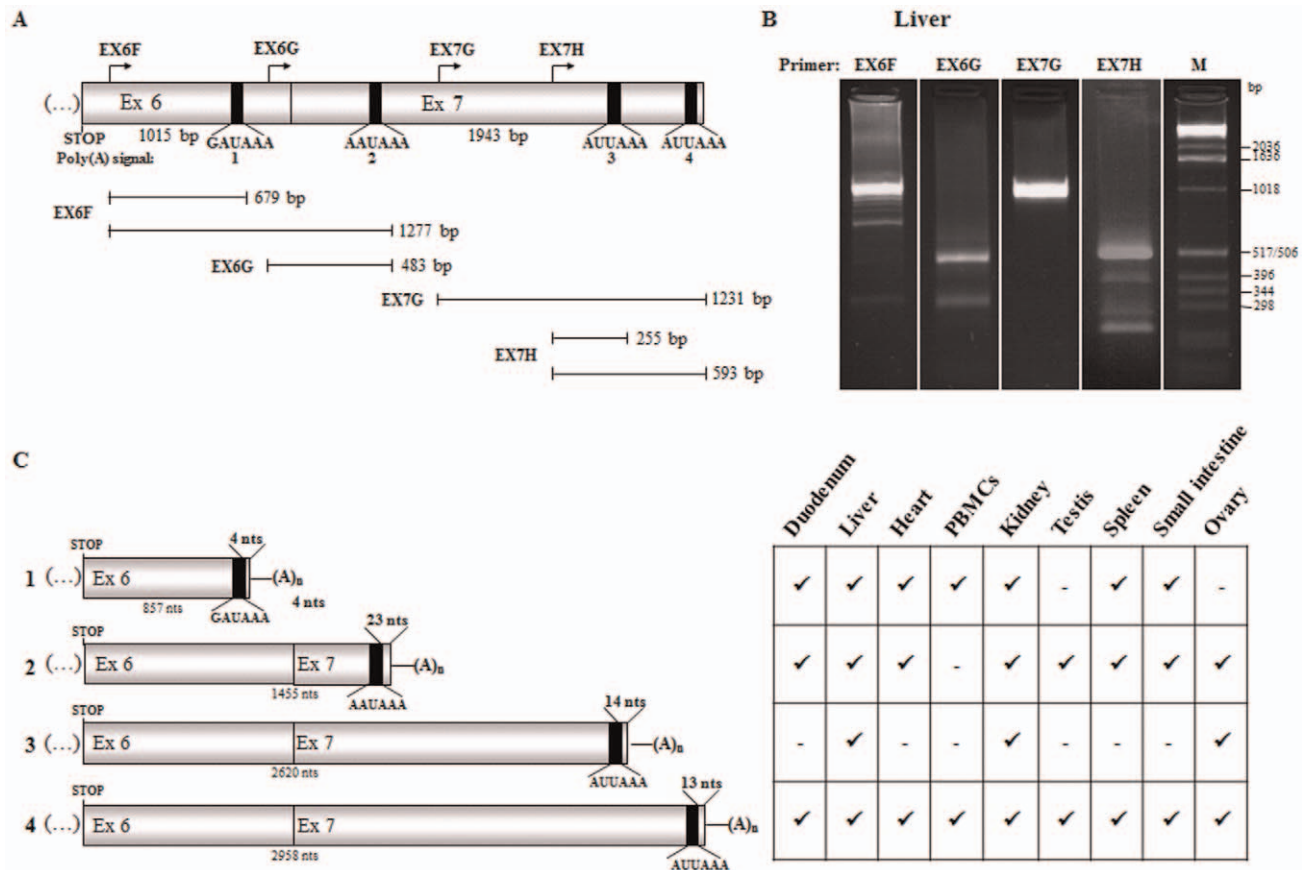 A
EX6F EX6G EX7G EX7H
(...) Ex 6 Ex 7
STOP 1015 bp GAUAAA AAUAAA 1943 bp AUUAAA AUUAAA
Poly(A) signal: 1 2 3 4
679 bp
EX6F
1277 bp
EX6G 483 bp
EX7G 1231 bp
255 bp
EX7H
593 bp
B Liver
Primer: EX6F EX6G EX7G EX7H M
bp
2036
1636
1018
517/506
396
344
298
C
STOP 4 nts
1 (...) Ex 6 (A)n
857 nts GAUAAA 4 nts
STOP 23 nts
2 (...) Ex 6 Ex 7 (A)n
1455 nts AAUAAA
STOP 14 nts
3 (...) Ex 6 Ex 7 (A)n
2620 nts AUUAAA
STOP 13 nts
4 (...) Ex 6 Ex 7 (A)n
2958 nts AUUAAA
Duodenum Liver Heart PBMCs Kidney Testis Spleen Small intestine Ovary
✓ ✓ ✓ ✓ ✓ - ✓ ✓ -
✓ ✓ ✓ - ✓ ✓ ✓ ✓ ✓
- ✓ - - ✓ - - - ✓
✓ ✓ ✓ ✓ ✓ ✓ ✓ ✓ ✓